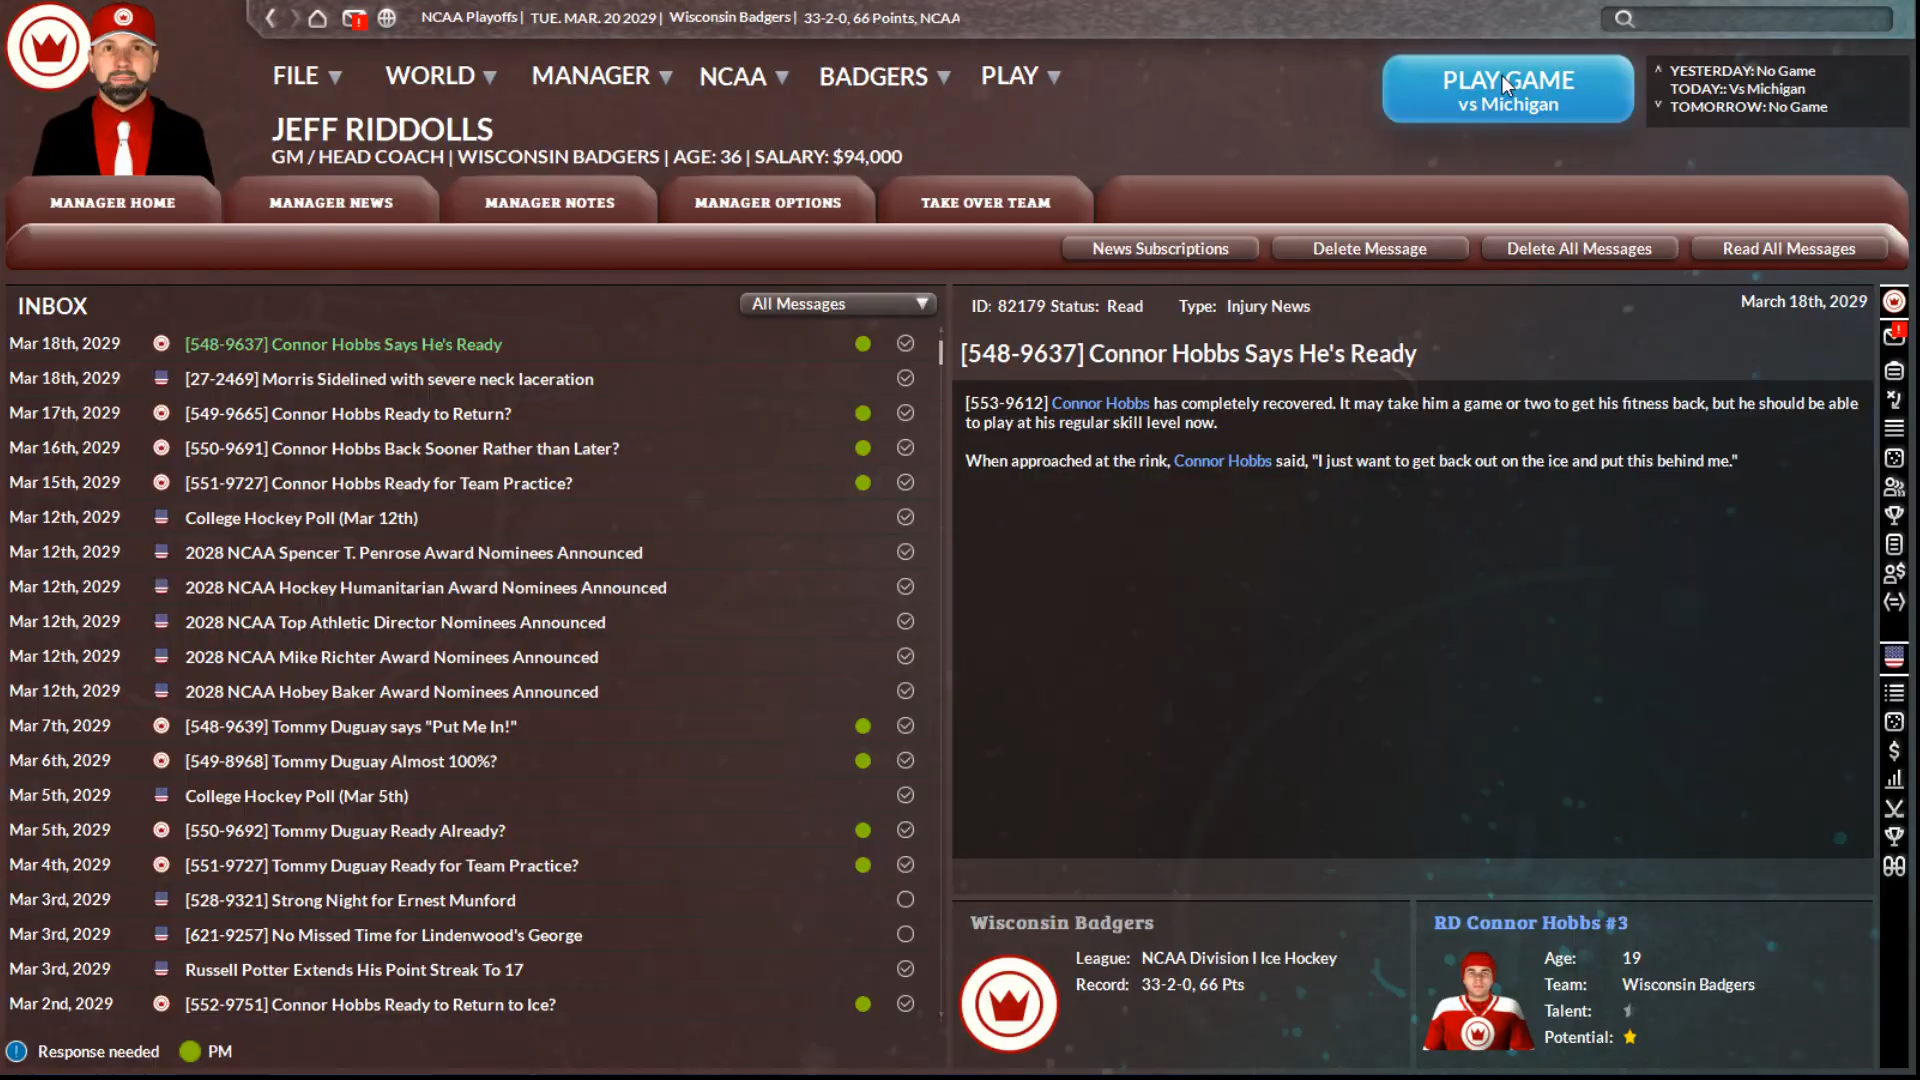 NCAA Playoffs | TUE. MAR. 20 2029 | Wisconsin Badgers | 33-2-0, 66 Points, NCAA
FILE WORLD MANAGER NCAA BADGERS PLAY
PLAY GAME
vs Michigan
YESTERDAY: No Game
TODAY:: Vs Michigan
TOMORROW: No Game
JEFF RIDDOLLS
GM / HEAD COACH | WISCONSIN BADGERS | AGE: 36 | SALARY: $94,000
MANAGER HOME MANAGER NEWS MANAGER NOTES MANAGER OPTIONS TAKE OVER TEAM
News Subscriptions Delete Message Delete All Messages Read All Messages
INBOX All Messages
Mar 18th, 2029 [548-9637] Connor Hobbs Says He's Ready
Mar 18th, 2029 [27-2469] Morris Sidelined with severe neck laceration
Mar 17th, 2029 [549-9665] Connor Hobbs Ready to Return?
Mar 16th, 2029 [550-9691] Connor Hobbs Back Sooner Rather than Later?
Mar 15th, 2029 [551-9727] Connor Hobbs Ready for Team Practice?
Mar 12th, 2029 College Hockey Poll (Mar 12th)
Mar 12th, 2029 2028 NCAA Spencer T. Penrose Award Nominees Announced
Mar 12th, 2029 2028 NCAA Hockey Humanitarian Award Nominees Announced
Mar 12th, 2029 2028 NCAA Top Athletic Director Nominees Announced
Mar 12th, 2029 2028 NCAA Mike Richter Award Nominees Announced
Mar 12th, 2029 2028 NCAA Hobey Baker Award Nominees Announced
Mar 7th, 2029 [548-9639] Tommy Duguay says "Put Me In!"
Mar 6th, 2029 [549-8968] Tommy Duguay Almost 100%?
Mar 5th, 2029 College Hockey Poll (Mar 5th)
Mar 5th, 2029 [550-9692] Tommy Duguay Ready Already?
Mar 4th, 2029 [551-9727] Tommy Duguay Ready for Team Practice?
Mar 3rd, 2029 [528-9321] Strong Night for Ernest Munford
Mar 3rd, 2029 [621-9257] No Missed Time for Lindenwood's George
Mar 3rd, 2029 Russell Potter Extends His Point Streak To 17
Mar 2nd, 2029 [552-9751] Connor Hobbs Ready to Return to Ice?
Response needed PM
ID: 82179 Status: Read Type: Injury News March 18th, 2029
[548-9637] Connor Hobbs Says He's Ready
[553-9612] Connor Hobbs has completely recovered. It may take him a game or two to get his fitness back, but he should be able
to play at his regular skill level now.
When approached at the rink, Connor Hobbs said, "I just want to get back out on the ice and put this behind me."
Wisconsin Badgers
League: NCAA Division I Ice Hockey
Record: 33-2-0, 66 Pts
RD Connor Hobbs #3
Age: 19
Team: Wisconsin Badgers
Talent:
Potential: